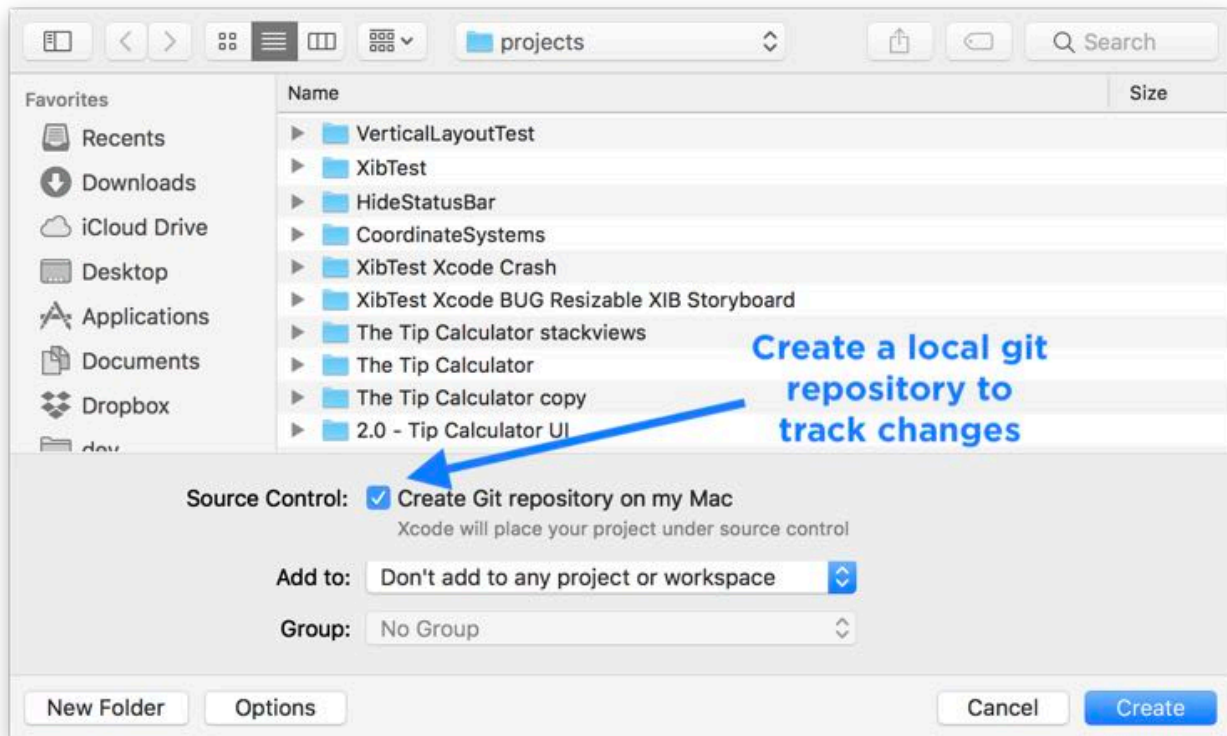 projects
Search
Favorites
Name
Size
Recents
Downloads
iCloud Drive
Desktop
Applications
Documents
Dropbox
dev
VerticalLayoutTest
XibTest
HideStatusBar
CoordinateSystems
XibTest Xcode Crash
XibTest Xcode BUG Resizable XIB Storyboard
The Tip Calculator stackviews
The Tip Calculator
The Tip Calculator copy
2.0 - Tip Calculator UI
Create a local git
repository to
track changes
Source Control:
Create Git repository on my Mac
Xcode will place your project under source control
Add to:
Don't add to any project or workspace
Group:
No Group
New Folder
Options
Cancel
Create